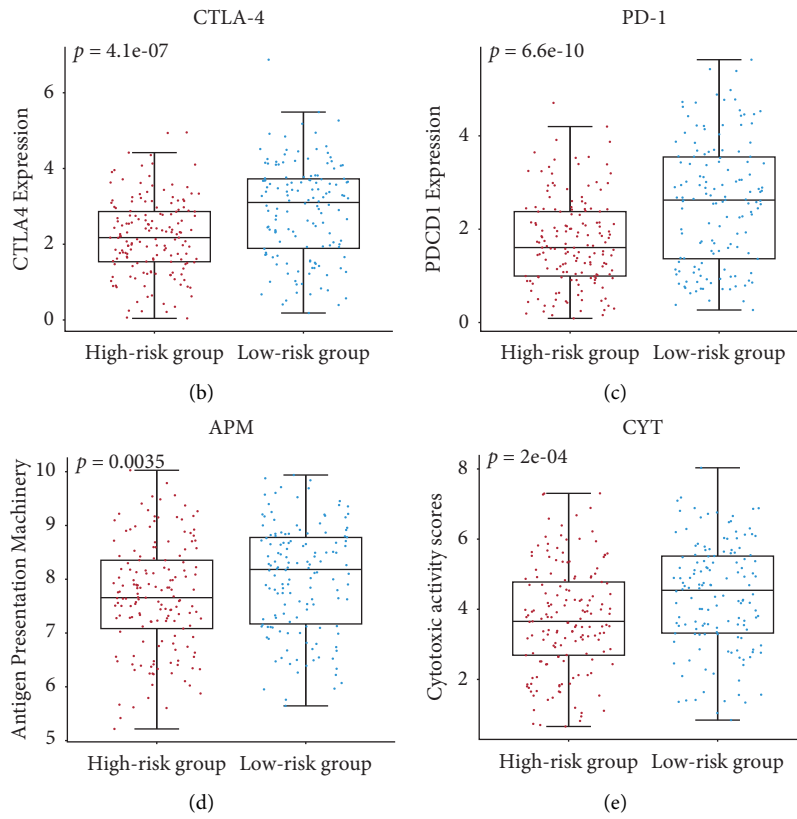 CTLA-4
p = 4.1e-07
6
4
2
0
CTLA4 Expression
High-risk group Low-risk group
(b)
PD-1
p = 6.6e-10
4
2
0
PDCD1 Expression
High-risk group Low-risk group
(c)
APM
p = 0.0035
10
9
8
7
6
5
Antigen Presentation Machinery
High-risk group Low-risk group
(d)
CYT
p = 2e-04
8
6
4
2
Cytotoxic activity scores
High-risk group Low-risk group
(e)